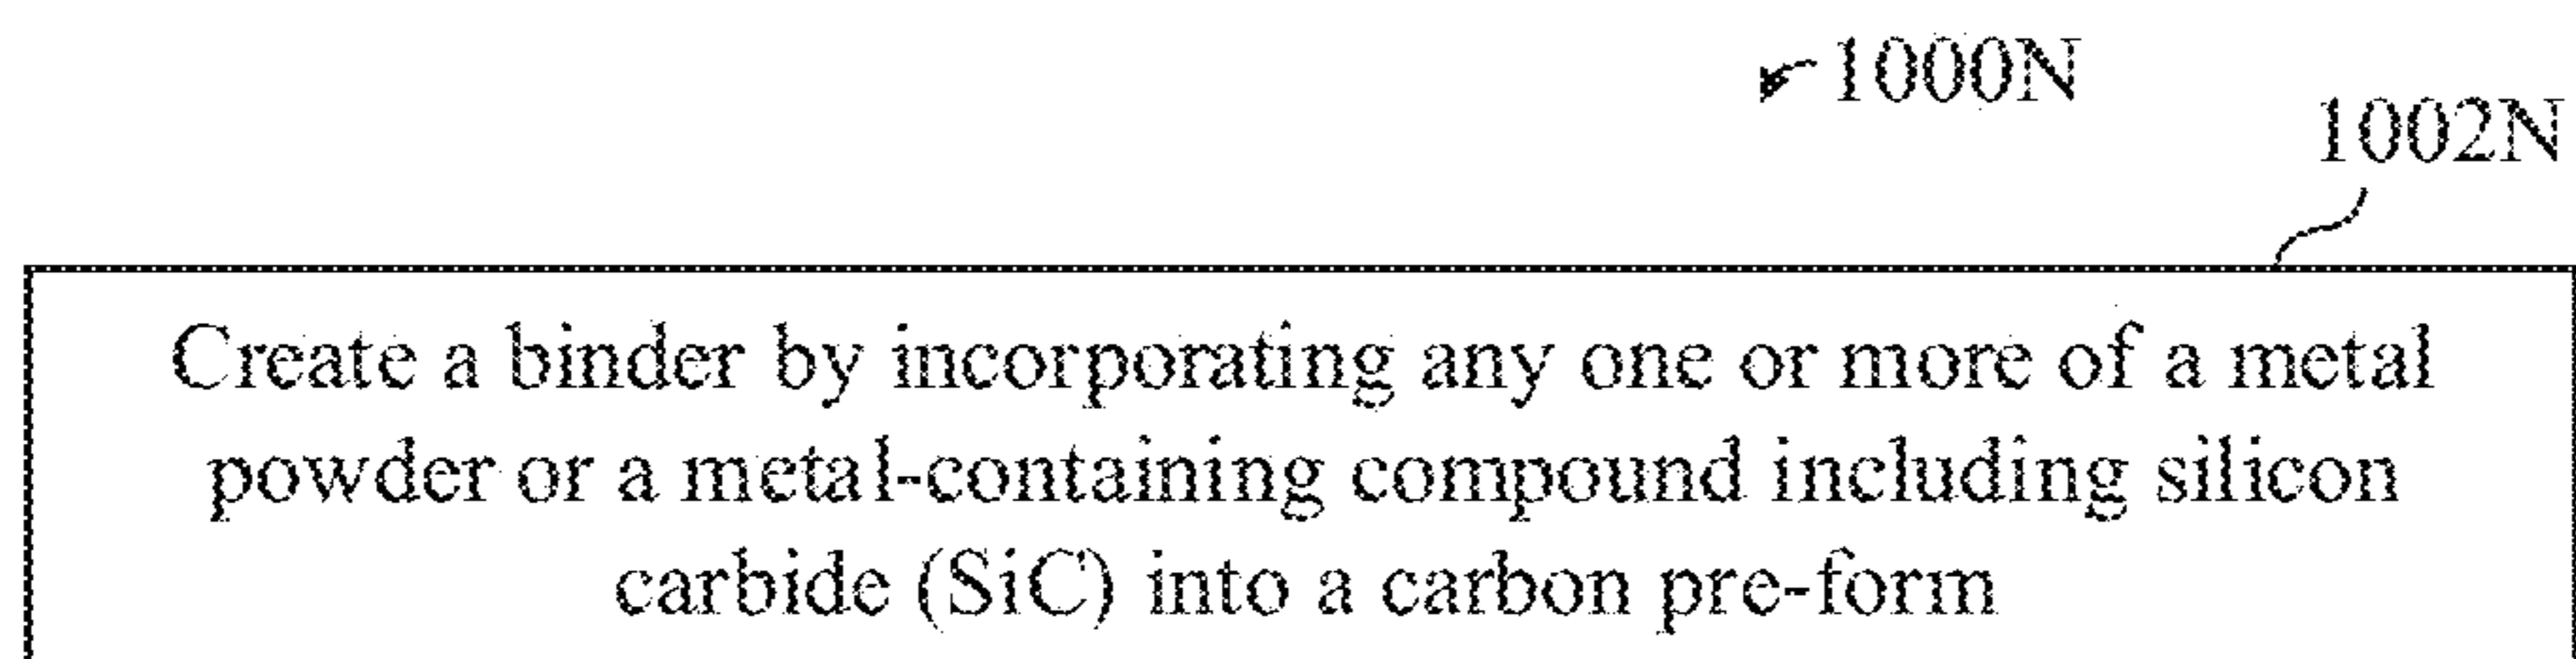 1000N
1002N
Create a binder by incorporating any one or more of a metal
powder or a metal-containing compound including silicon
carbide (SiC) into a carbon pre-form